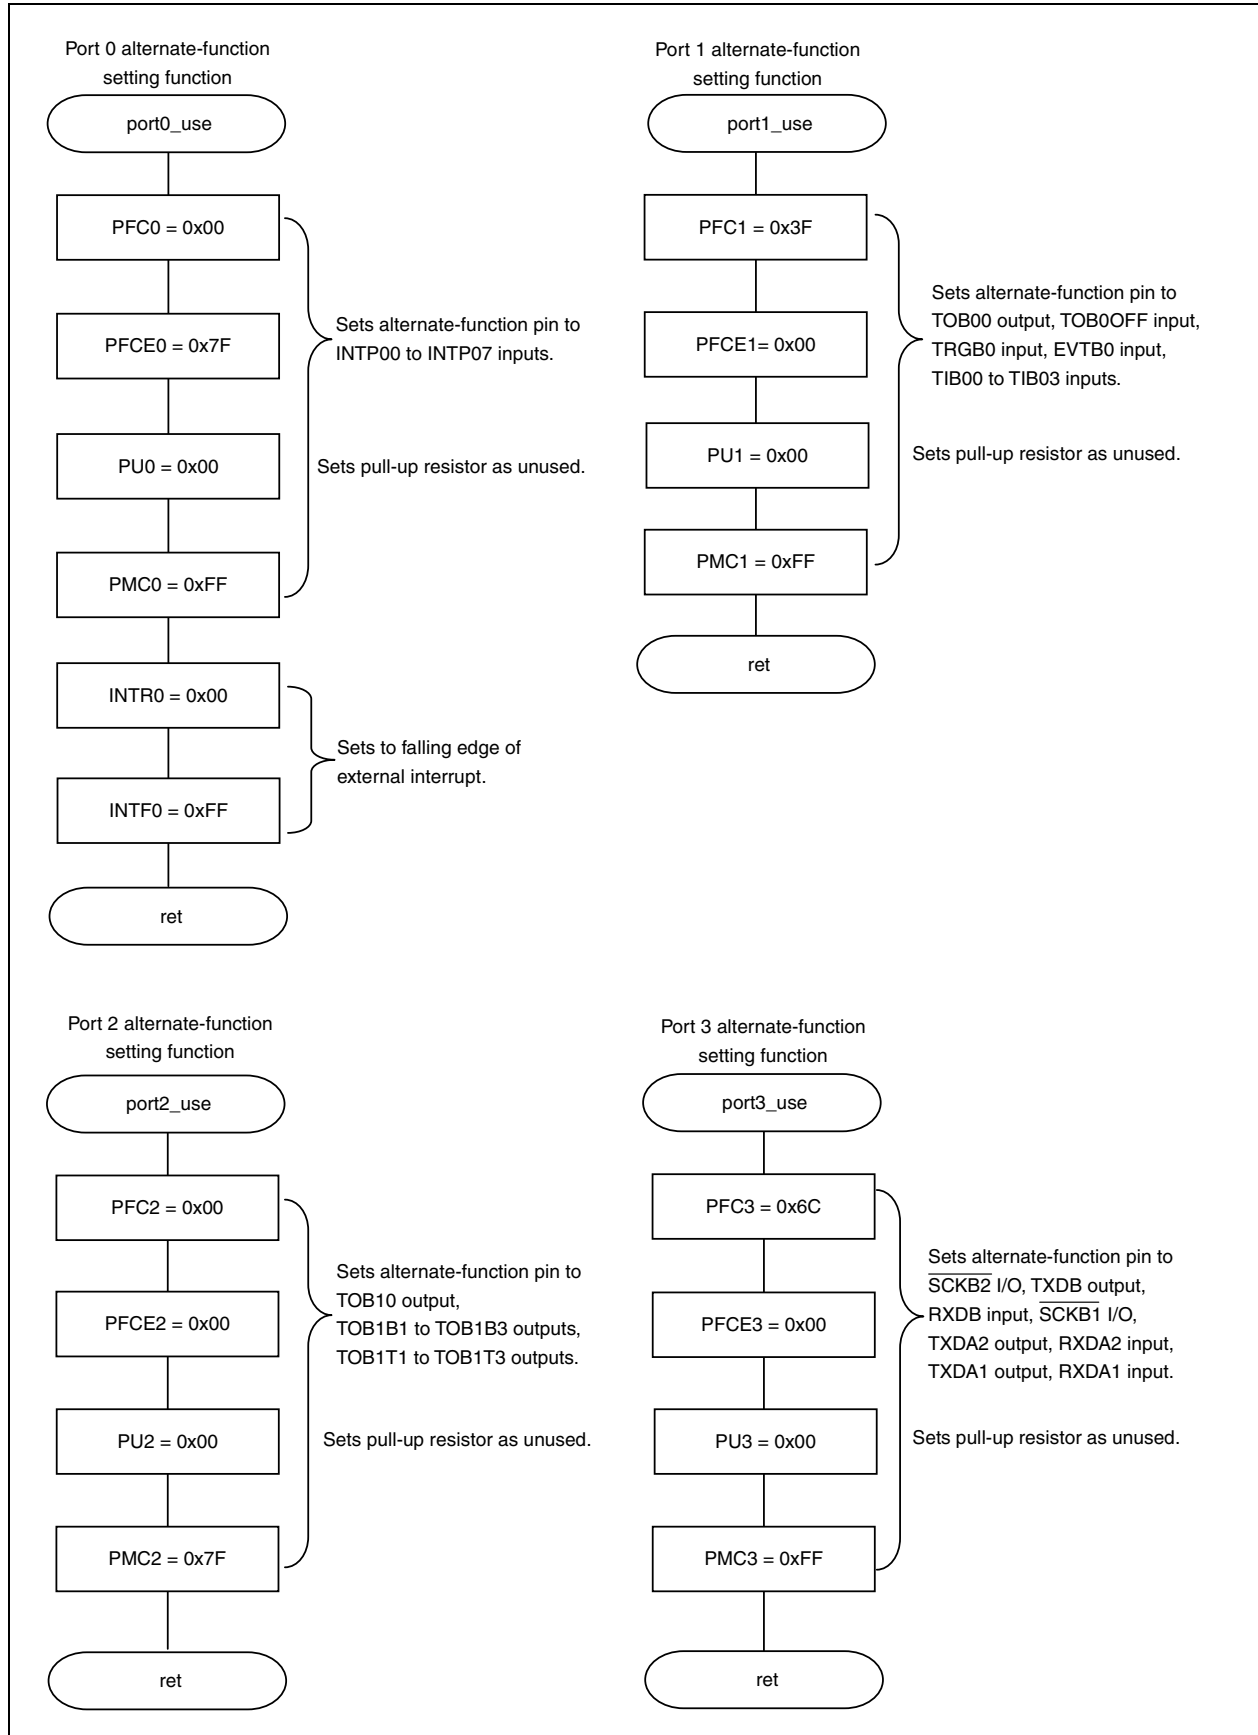 Port 0 alternate-function
setting function
port0_use
PFC0 = 0x00
PFCE0 = 0x7F
Sets alternate-function pin to
INTP00 to INTP07 inputs.
PU0 = 0x00
Sets pull-up resistor as unused.
PMC0 = 0xFF
INTR0 = 0x00
INTF0 = 0xFF
Sets to falling edge of
external interrupt.
ret
Port 1 alternate-function
setting function
port1_use
PFC1 = 0x3F
PFCE1= 0x00
Sets alternate-function pin to
TOB00 output, TOB0OFF input,
TRGB0 input, EVTB0 input,
TIB00 to TIB03 inputs.
PU1 = 0x00
Sets pull-up resistor as unused.
PMC1 = 0xFF
ret
Port 2 alternate-function
setting function
port2_use
PFC2 = 0x00
PFCE2 = 0x00
Sets alternate-function pin to
TOB10 output,
TOB1B1 to TOB1B3 outputs,
TOB1T1 to TOB1T3 outputs.
PU2 = 0x00
Sets pull-up resistor as unused.
PMC2 = 0x7F
ret
Port 3 alternate-function
setting function
port3_use
PFC3 = 0x6C
PFCE3 = 0x00
Sets alternate-function pin to
SCKB2 I/O, TXDB output,
RXDB input, SCKB1 I/O,
TXDA2 output, RXDA2 input,
TXDA1 output, RXDA1 input.
PU3 = 0x00
Sets pull-up resistor as unused.
PMC3 = 0xFF
ret